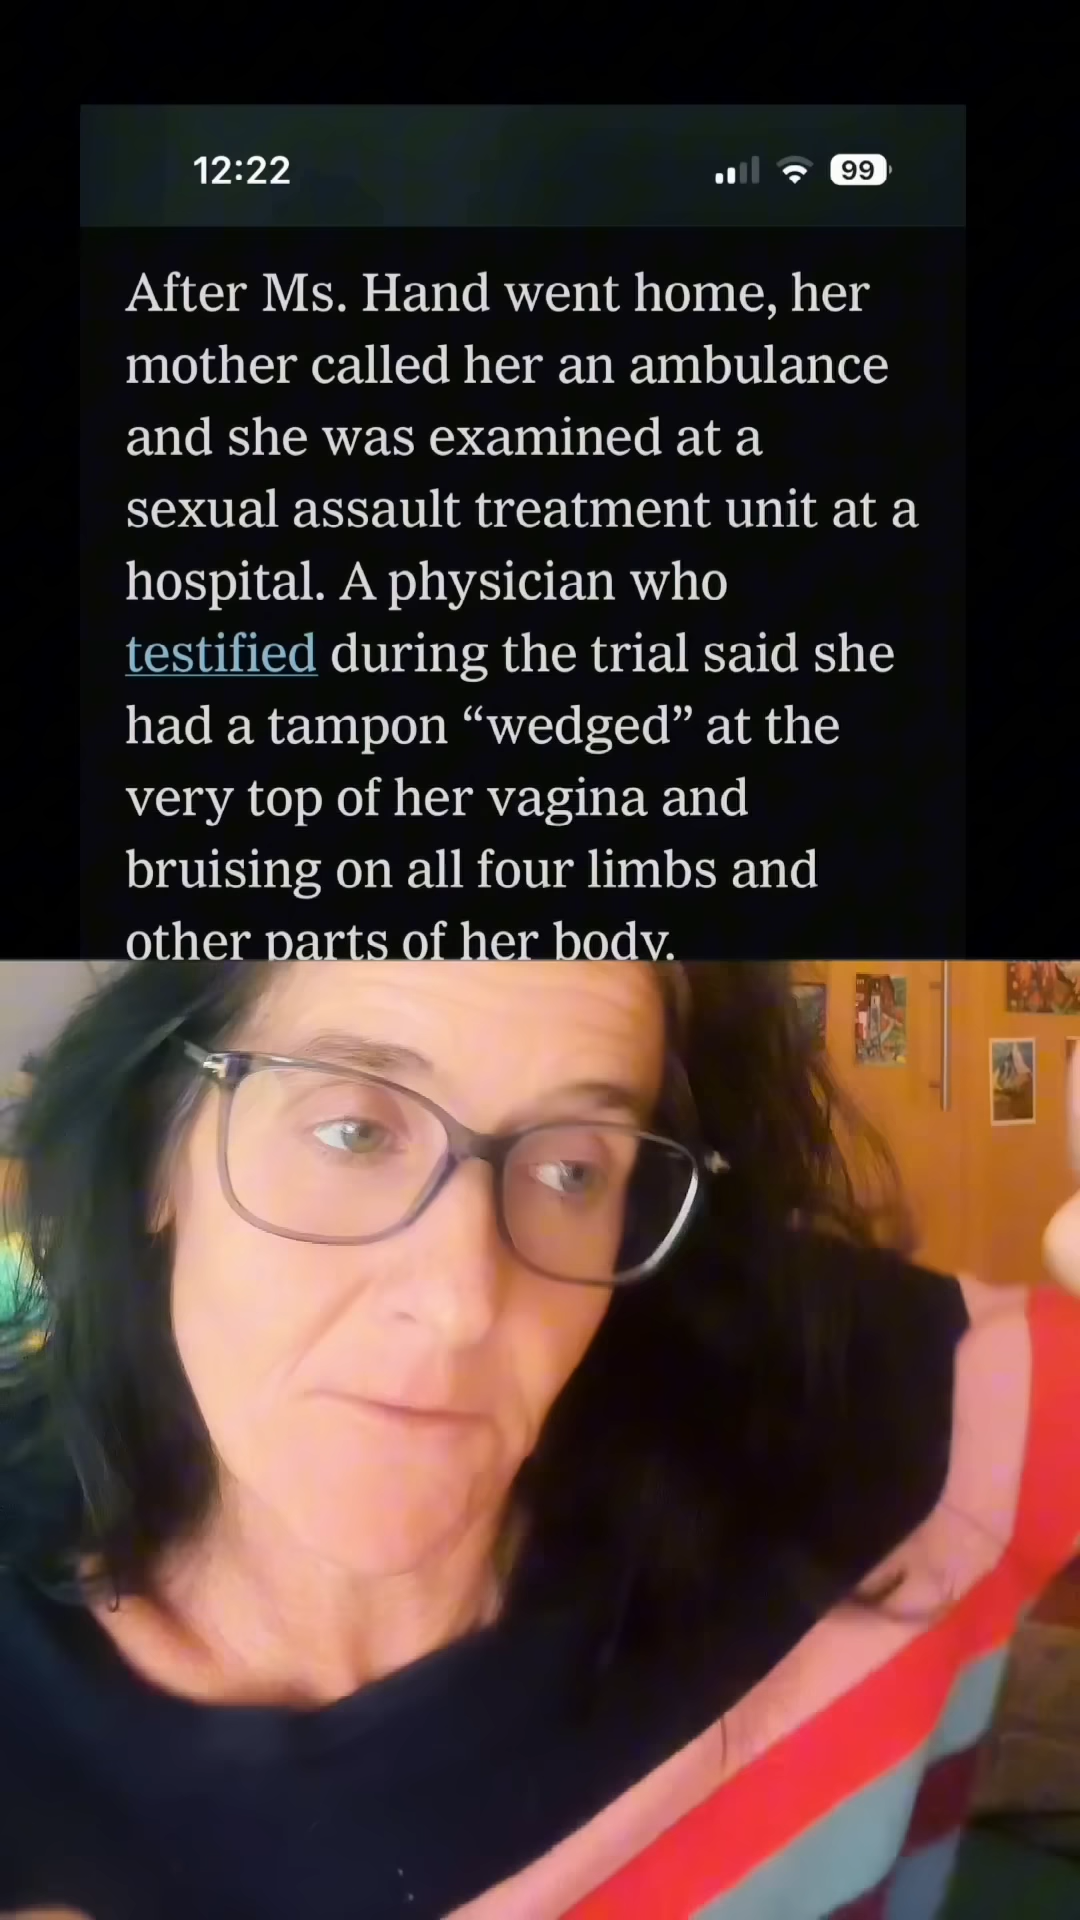 12:22
99
After Ms. Hand went home, her
mother called her an ambulance
and she was examined at a
sexual assault treatment unit at a
hospital. A physician who
testified during the trial said she
had a tampon “wedged” at the
very top of her vagina and
bruising on all four limbs and
other parts of her body.